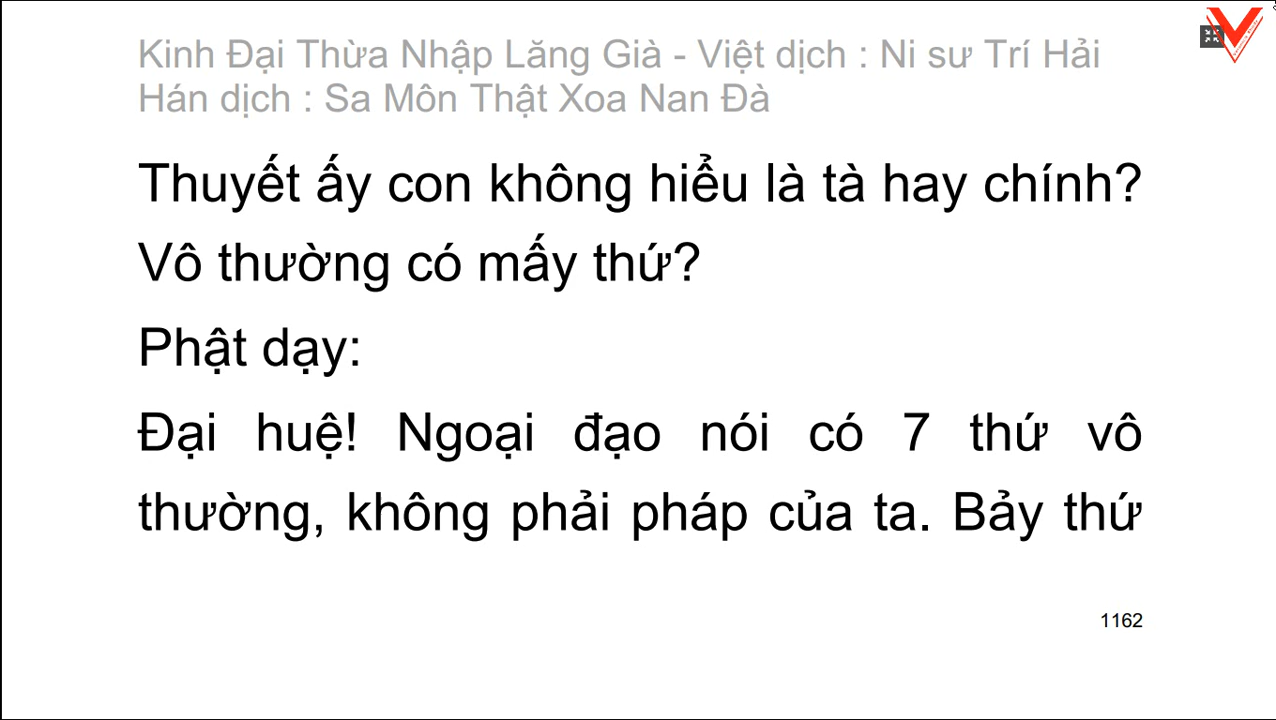 Kinh Đại Thừa Nhập Lăng Già - Việt dịch : Ni sư Trí Hải
Hán dịch : Sa Môn Thật Xoa Nan Đà
Thuyết ấy con không hiểu là tà hay chính?
Vô thường có mấy thứ?
Phật dạy:
Đại huệ! Ngoại đạo nói có 7 thứ vô
thường, không phải pháp của ta. Bảy thứ
1162